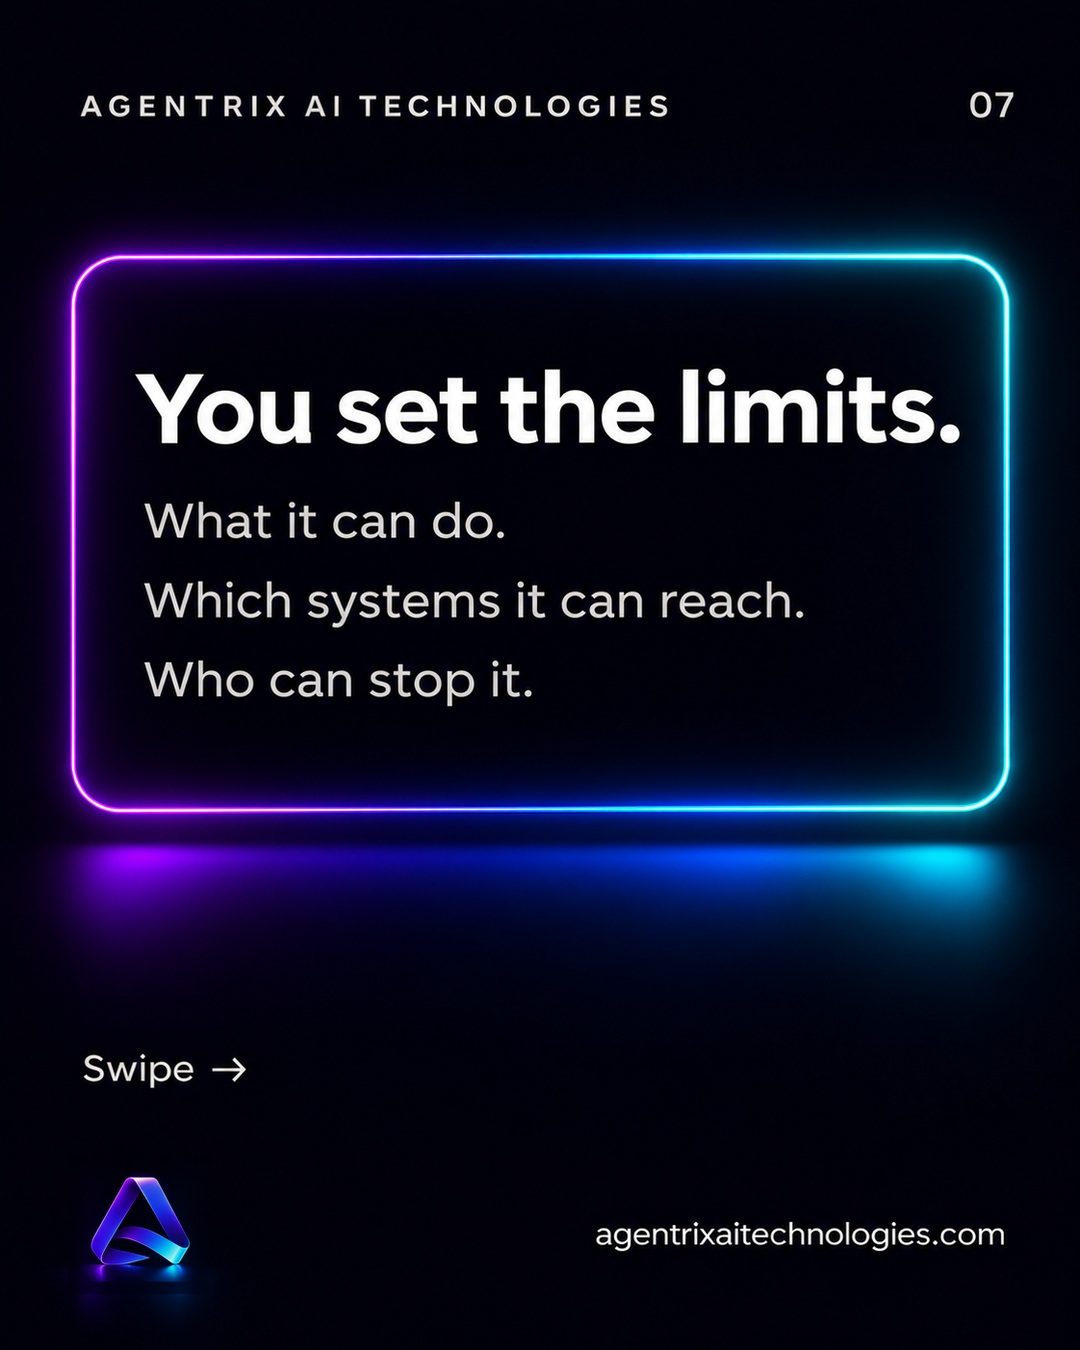 AGENTRIX AI TECHNOLOGIES
07
You set the limits.
What it can do.
Which systems it can reach.
Who can stop it.
Swipe →
agentrixaitechnologies.com